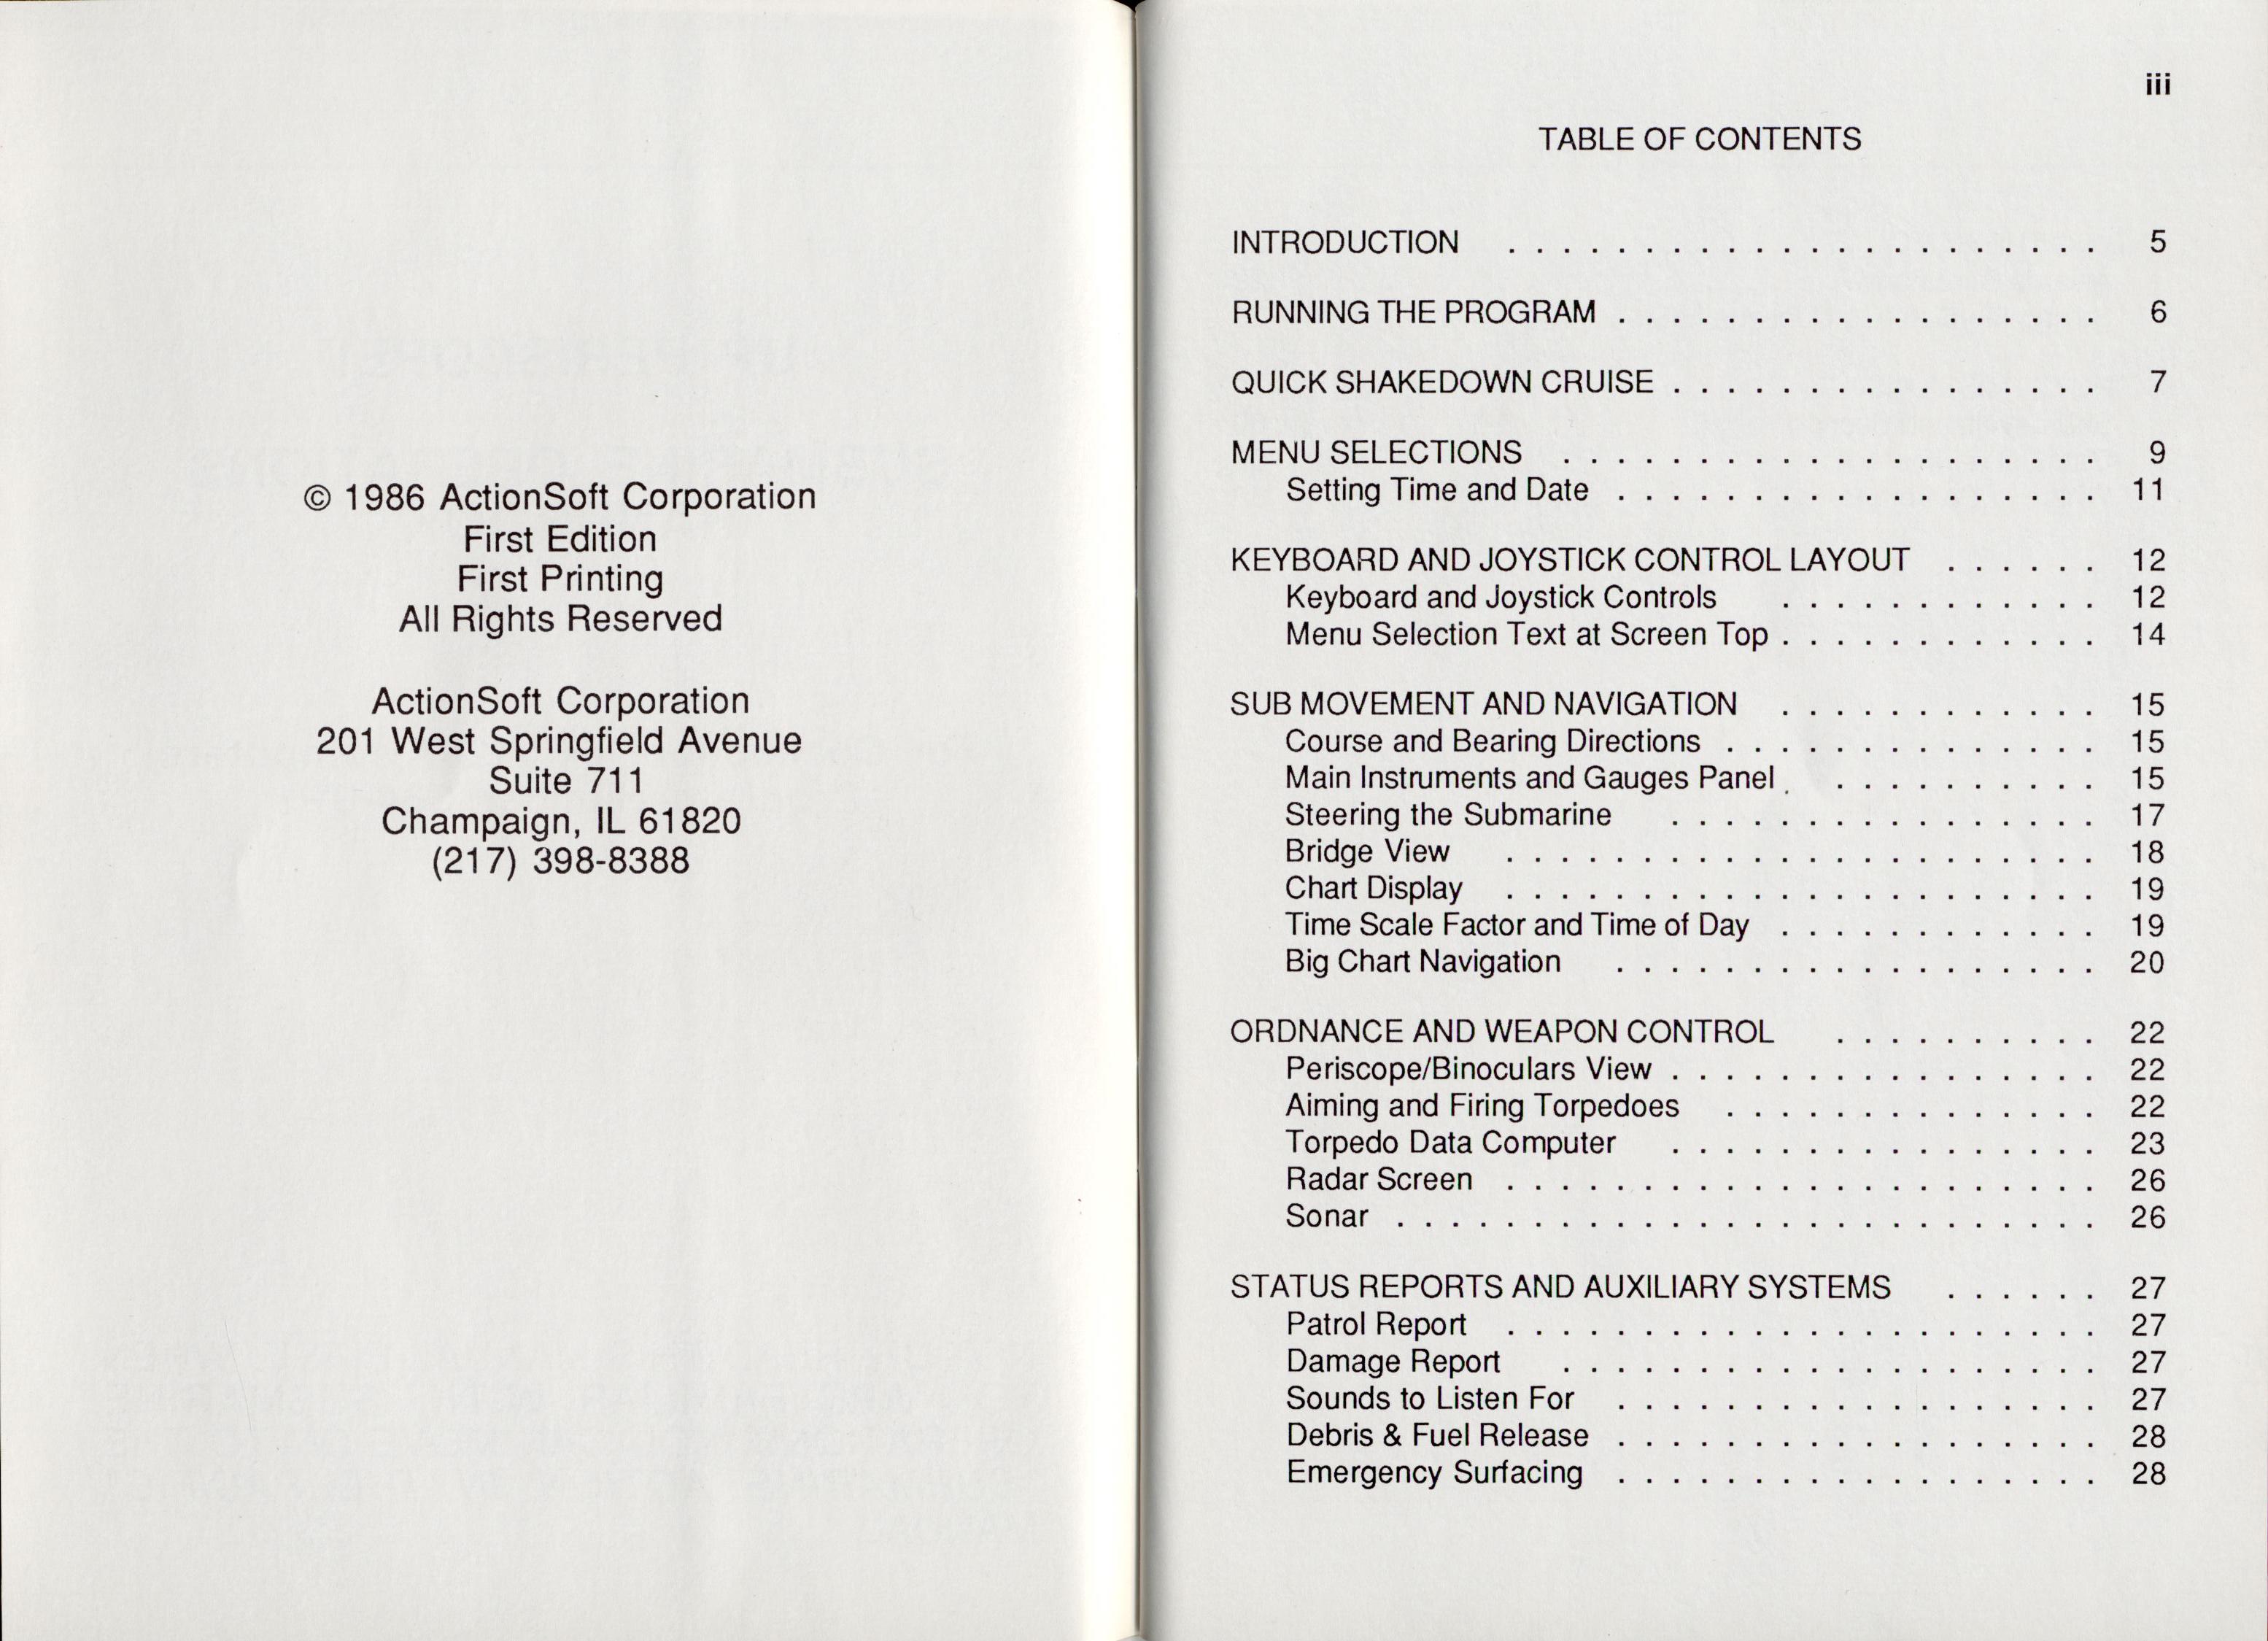 © 1986 ActionSoft Corporation
First Edition
First Printing
All Rights Reserved
ActionSoft Corporation
201 West Springfield Avenue
Suite 711
Champaign, IL 61820
(217) 398-8388
iii
TABLE OF CONTENTS
INTRODUCTION . . . . . . . . . . . . . . . . . . . . . . 5
RUNNING THE PROGRAM . . . . . . . . . . . . . . . . . . 6
QUICK SHAKEDOWN CRUISE . . . . . . . . . . . . . . . . 7
MENU SELECTIONS . . . . . . . . . . . . . . . . . . . . 9
Setting Time and Date . . . . . . . . . . . . . . . . . . 11
KEYBOARD AND JOYSTICK CONTROL LAYOUT . . . . . . 12
Keyboard and Joystick Controls . . . . . . . . . . . . 12
Menu Selection Text at Screen Top . . . . . . . . . . . . 14
SUB MOVEMENT AND NAVIGATION . . . . . . . . . . . . 15
Course and Bearing Directions . . . . . . . . . . . . . . 15
Main Instruments and Gauges Panel . . . . . . . . . . . 15
Steering the Submarine . . . . . . . . . . . . . . . . 17
Bridge View . . . . . . . . . . . . . . . . . . . . . . 18
Chart Display . . . . . . . . . . . . . . . . . . . . . . 19
Time Scale Factor and Time of Day . . . . . . . . . . . . 19
Big Chart Navigation . . . . . . . . . . . . . . . . . . 20
ORDNANCE AND WEAPON CONTROL . . . . . . . . . . 22
Periscope/Binoculars View . . . . . . . . . . . . . . . . 22
Aiming and Firing Torpedoes . . . . . . . . . . . . . . 22
Torpedo Data Computer . . . . . . . . . . . . . . . . 23
Radar Screen . . . . . . . . . . . . . . . . . . . . . . 26
Sonar . . . . . . . . . . . . . . . . . . . . . . . . . . 26
STATUS REPORTS AND AUXILIARY SYSTEMS . . . . . . 27
Patrol Report . . . . . . . . . . . . . . . . . . . . . . 27
Damage Report . . . . . . . . . . . . . . . . . . . . 27
Sounds to Listen For . . . . . . . . . . . . . . . . . . 27
Debris & Fuel Release . . . . . . . . . . . . . . . . . . 28
Emergency Surfacing . . . . . . . . . . . . . . . . . . 28